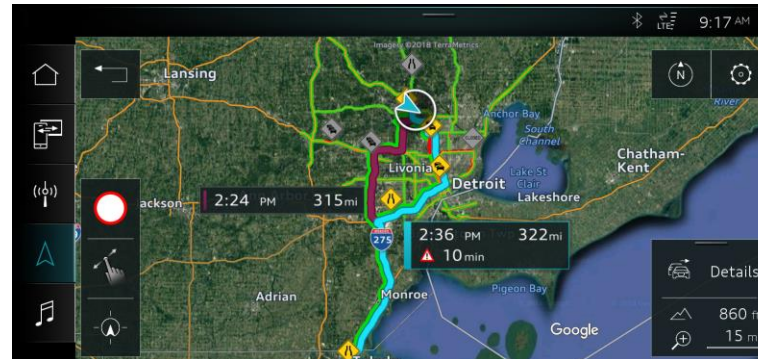 LTE
9:17 AM
Imagery ©2018 TerraMetrics
Lansing
N
River
Anchor Bay
South
Channel
Chatham-
Kent
Livonia
Lake St
Clair
Detroit
Lakeshore
ackson
2:24 PM 315mi
275
2:36 PM 322mi
10min
Details
Adrian
Monroe
Pigeon Bay
860 ft
Google
15 m